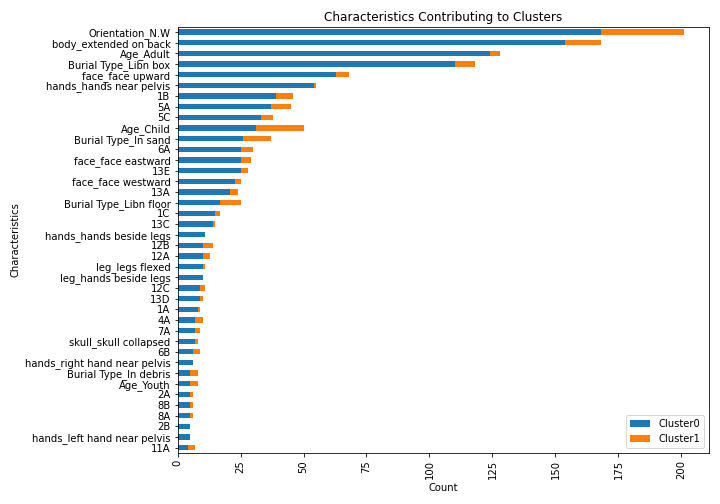 Characteristics Contributing to Clusters
Orientation_N.W
body_extended on back
Age_Adult
Burial Type_Libn box
face_face upward
hands_hands near pelvis
1B
5A
5C
Age_Child
Burial Type_In sand
6A
face_face eastward
13E
face_face westward
13A
Burial Type_Libn floor
1C
13C
hands_hands beside legs
12B
12A
leg_legs flexed
leg_hands beside legs
12C
13D
1A
4A
7A
skull_skull collapsed
6B
hands_right hand near pelvis
Burial Type_In debris
Age_Youth
2A
8B
8A
2B
hands_left hand near pelvis
11A
Characteristics
0
25
50
75
100
125
150
175
200
Count
Cluster0
Cluster1